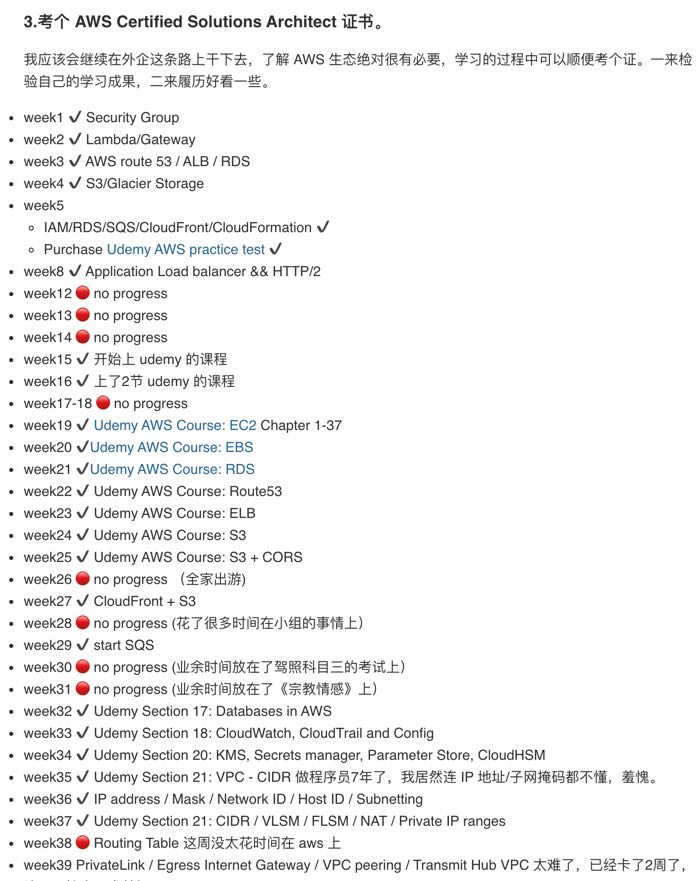 3.考个 AWS Certified Solutions Architect 证书。
我应该会继续在外企这条路上干下去，了解 AWS 生态绝对很有必要，学习的过程中可以顺便考个证。一来检
验自己的学习成果，二来履历好看一些。
• week1 ✔ Security Group
• week2 ✔ Lambda/Gateway
• week3 ✔ AWS route 53 / ALB / RDS
• week4 ✔ S3/Glacier Storage
• week5
◦ IAM/RDS/SQS/CloudFront/CloudFormation ✔
◦ Purchase Udemy AWS practice test ✔
• week8 ✔ Application Load balancer && HTTP/2
• week12 🔴 no progress
• week13 🔴 no progress
• week14 🔴 no progress
• week15 ✔ 开始上 udemy 的课程
• week16 ✔ 上了2节 udemy 的课程
• week17-18 🔴 no progress
• week19 ✔ Udemy AWS Course: EC2 Chapter 1-37
• week20 ✔Udemy AWS Course: EBS
• week21 ✔Udemy AWS Course: RDS
• week22 ✔ Udemy AWS Course: Route53
• week23 ✔ Udemy AWS Course: ELB
• week24 ✔ Udemy AWS Course: S3
• week25 ✔ Udemy AWS Course: S3 + CORS
• week26 🔴 no progress （全家出游)
• week27 ✔ CloudFront + S3
• week28 🔴 no progress (花了很多时间在小组的事情上）
• week29 ✔ start SQS
• week30 🔴 no progress (业余时间放在了驾照科目三的考试上）
• week31 🔴 no progress (业余时间放在了《宗教情感》上）
• week32 ✔ Udemy Section 17: Databases in AWS
• week33 ✔ Udemy Section 18: CloudWatch, CloudTrail and Config
• week34 ✔ Udemy Section 20: KMS, Secrets manager, Parameter Store, CloudHSM
• week35 ✔ Udemy Section 21: VPC - CIDR 做程序员7年了，我居然连 IP 地址/子网掩码都不懂，羞愧。
• week36 ✔ IP address / Mask / Network ID / Host ID / Subnetting
• week37 ✔ Udemy Section 21: CIDR / VLSM / FLSM / NAT / Private IP ranges
• week38 🔴 Routing Table 这周没太花时间在 aws 上
• week39 PrivateLink / Egress Internet Gateway / VPC peering / Transmit Hub VPC 太难了，已经卡了2周了，